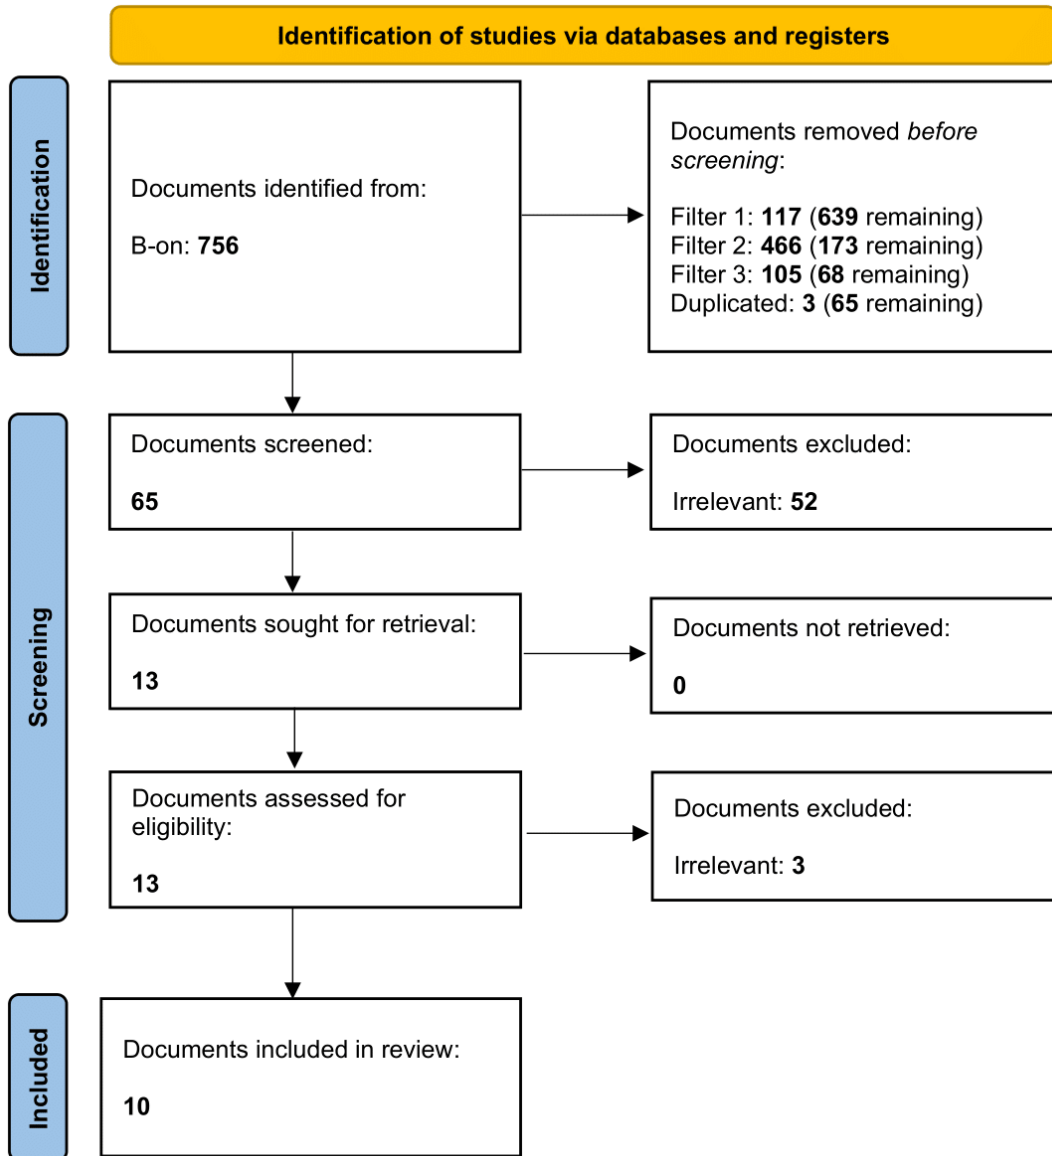 Identification of studies via databases and registers
Identification
Documents identified from:
B-on: 756
Documents removed before
screening:
Filter 1: 117 (639 remaining)
Filter 2: 466 (173 remaining)
Filter 3: 105 (68 remaining)
Duplicated: 3 (65 remaining)
Screening
Documents screened:
65
Documents excluded:
Irrelevant: 52
Documents sought for retrieval:
13
Documents not retrieved:
0
Documents assessed for
eligibility:
13
Documents excluded:
Irrelevant: 3
Included
Documents included in review:
10